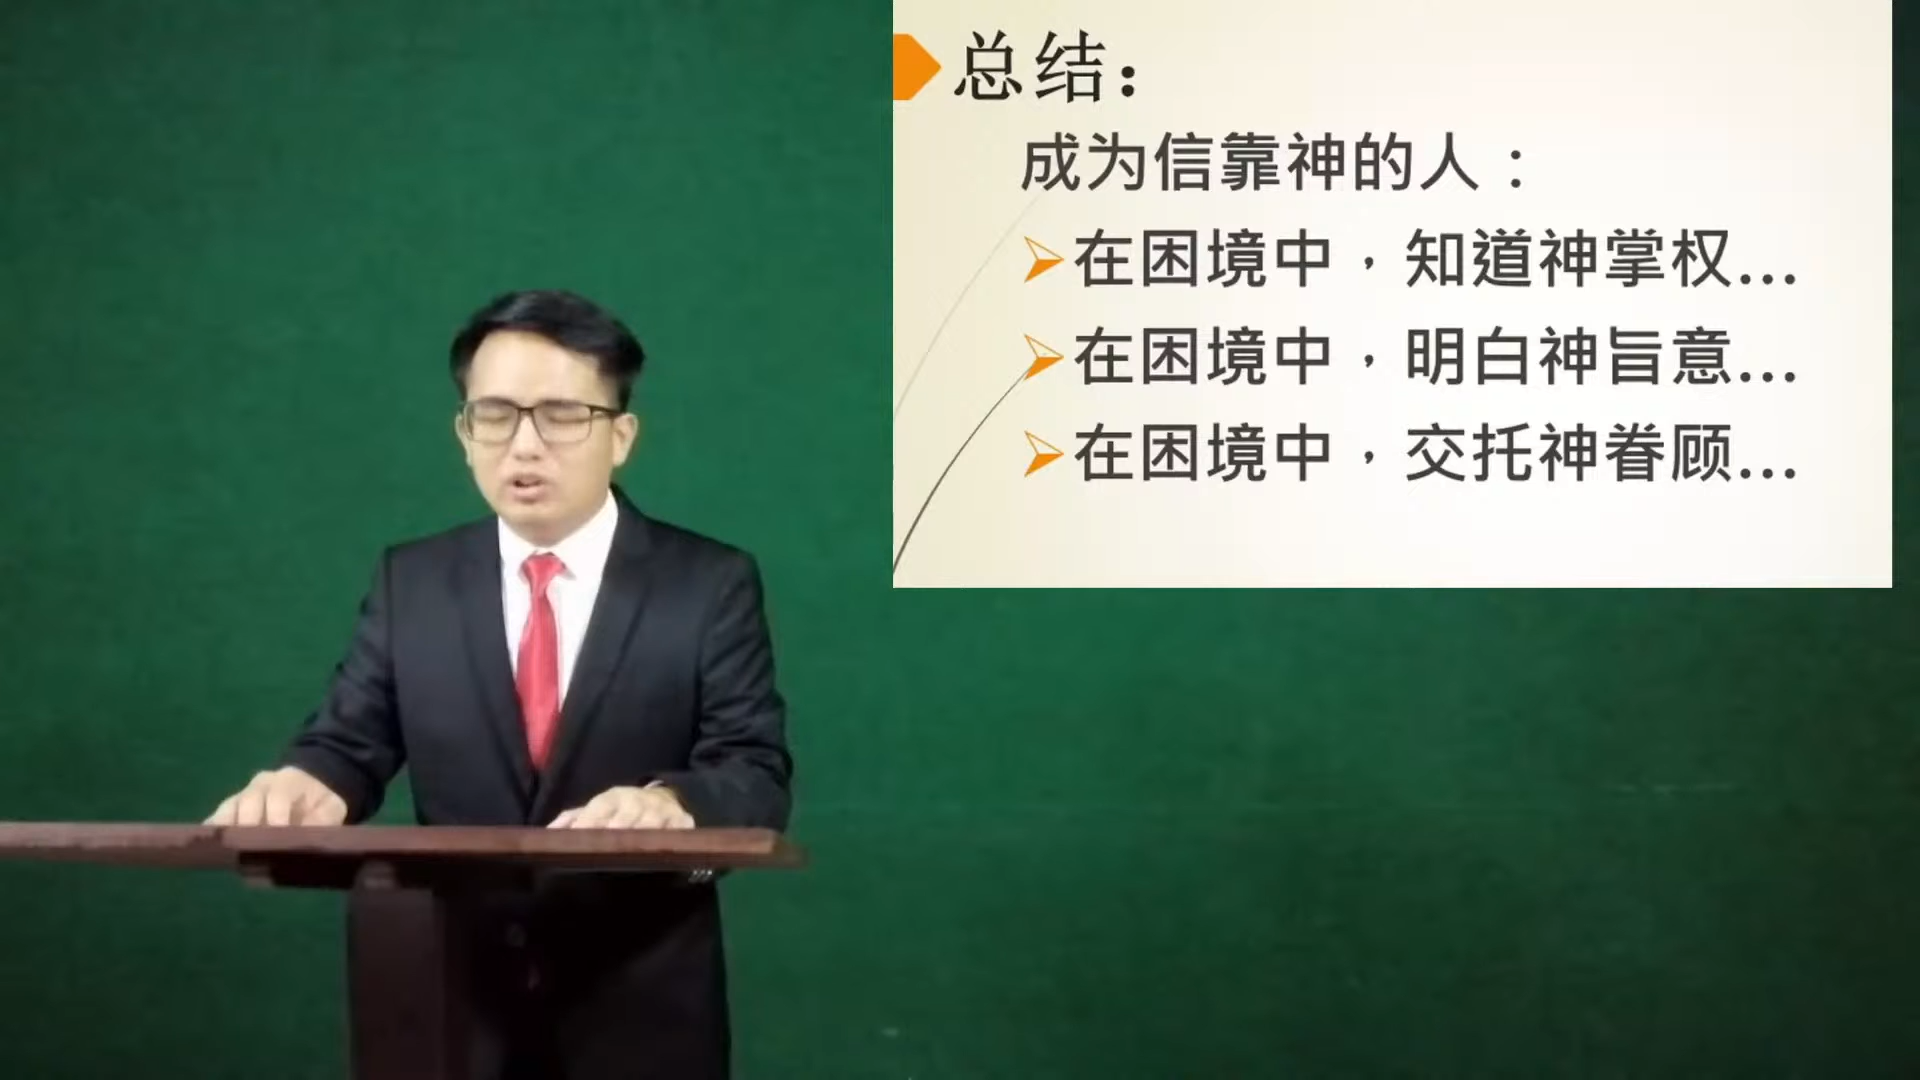 总结：
成为信靠神的人：
在困境中，知道神掌权...
在困境中，明白神旨意...
在困境中，交托神眷顾...